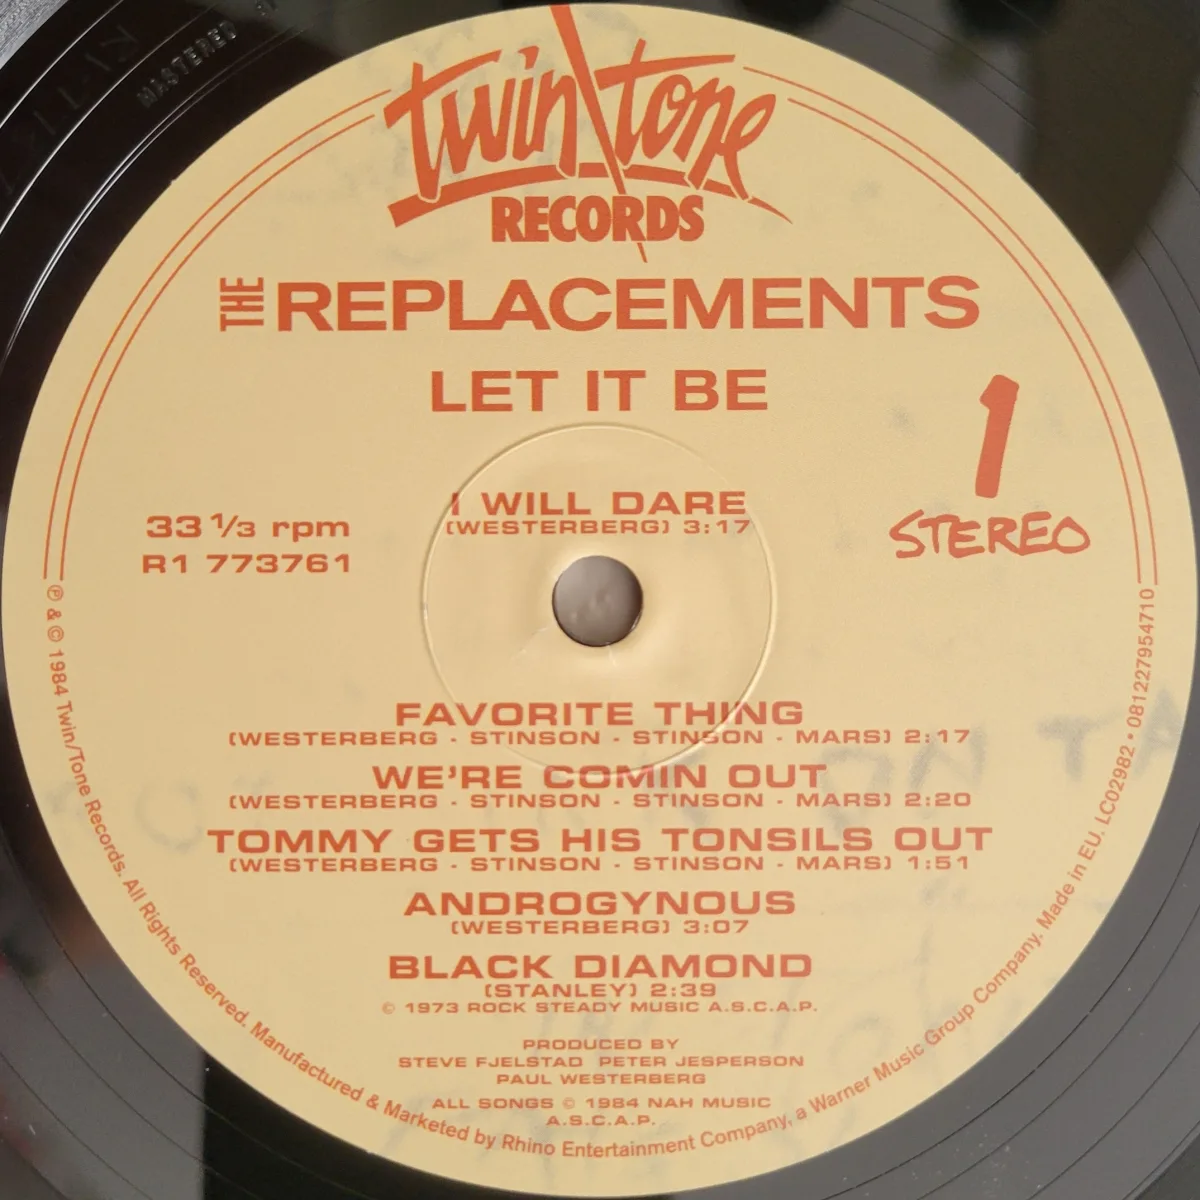 MASTERED
twin/tone
RECORDS
THE REPLACEMENTS
LET IT BE
1
STEREO
I WILL DARE
(WESTERBERG) 3:17
33 1/3 rpm
R1 773761
FAVORITE THING
(WESTERBERG - STINSON - STINSON - MARS) 2:17
WE'RE COMIN OUT
(WESTERBERG - STINSON - STINSON - MARS) 2:20
TOMMY GETS HIS TONSILS OUT
(WESTERBERG - STINSON - STINSON - MARS) 1:51
ANDROGYNOUS
(WESTERBERG) 3:07
BLACK DIAMOND
(STANLEY) 2:39
© 1973 ROCK STEADY MUSIC A.S.C.A.P.
PRODUCED BY
STEVE FJELSTAD PETER JESPERSON
PAUL WESTERBERG
ALL SONGS © 1984 NAH MUSIC
A.S.C.A.P.
℗ & © 1984 Twin/Tone Records. All Rights Reserved. Manufactured & Marketed by Rhino Entertainment Company, a Warner Music Group Company. Made in EU. LC02982 • 081227954710